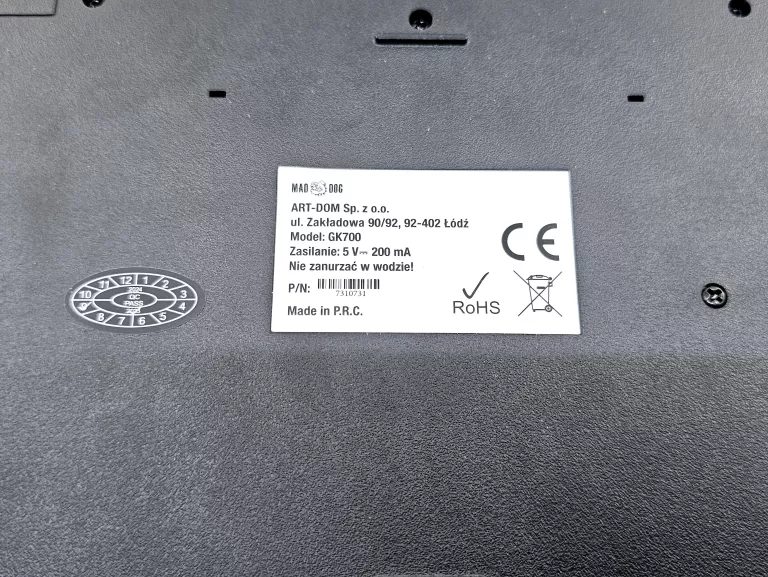 MAD DOG
ART-DOM Sp. z o.o.
ul. Zakładowa 90/92, 92-402 Łódź
Model: GK700
Zasilanie: 5 V⎓ 200 mA
Nie zanurzać w wodzie!
P/N:
7310731
Made in P.R.C.
CE
RoHS
11 12 1 2
10 2024 3
QC
9 PASS 4
2023
8 7 6 5